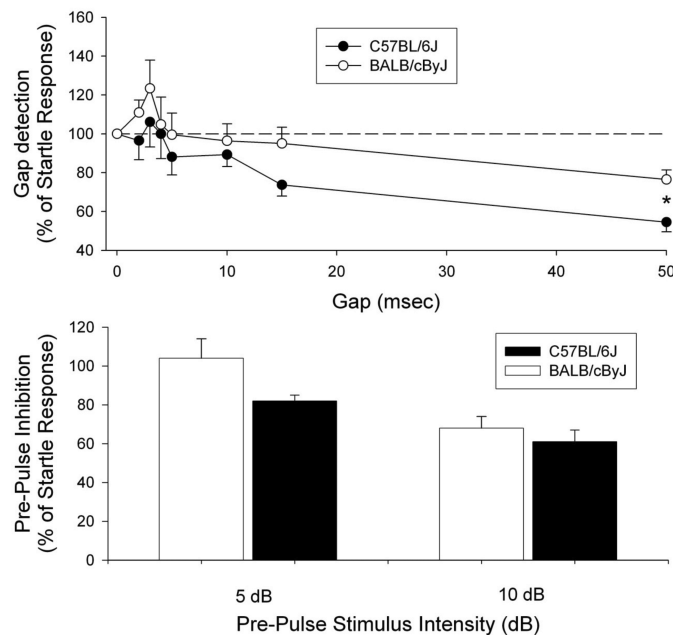 160
140
120
100
80
60
40
Gap detection
(% of Startle Response)
C57BL/6J
BALB/cByJ
*
0 10 20 30 40 50
Gap (msec)
120
100
80
60
40
20
0
Pre-Pulse Inhibition
(% of Startle Response)
C57BL/6J
BALB/cByJ
5 dB 10 dB
Pre-Pulse Stimulus Intensity (dB)